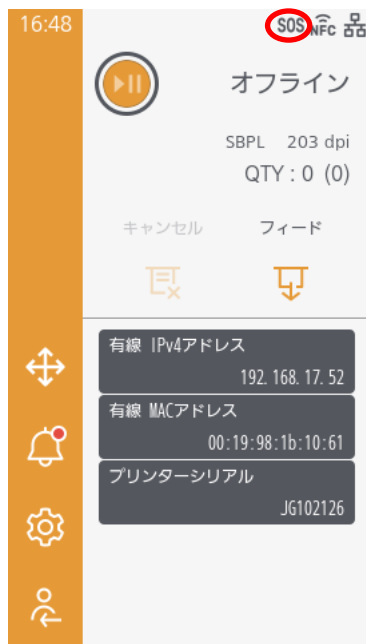 16:48
SOS NFC
オフライン
SBPL 203 dpi
QTY : 0 (0)
キャンセル フィード
有線 IPv4アドレス
192.168.17.52
有線 MACアドレス
00:19:98:1b:10:61
プリンターシリアル
JG102126